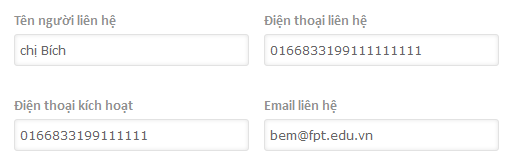 Tên người liên hệ
Điện thoại liên hệ
chị Bích
0166833199111111111
Điện thoại kích hoạt
Email liên hệ
0166833199111111
bem@fpt.edu.vn